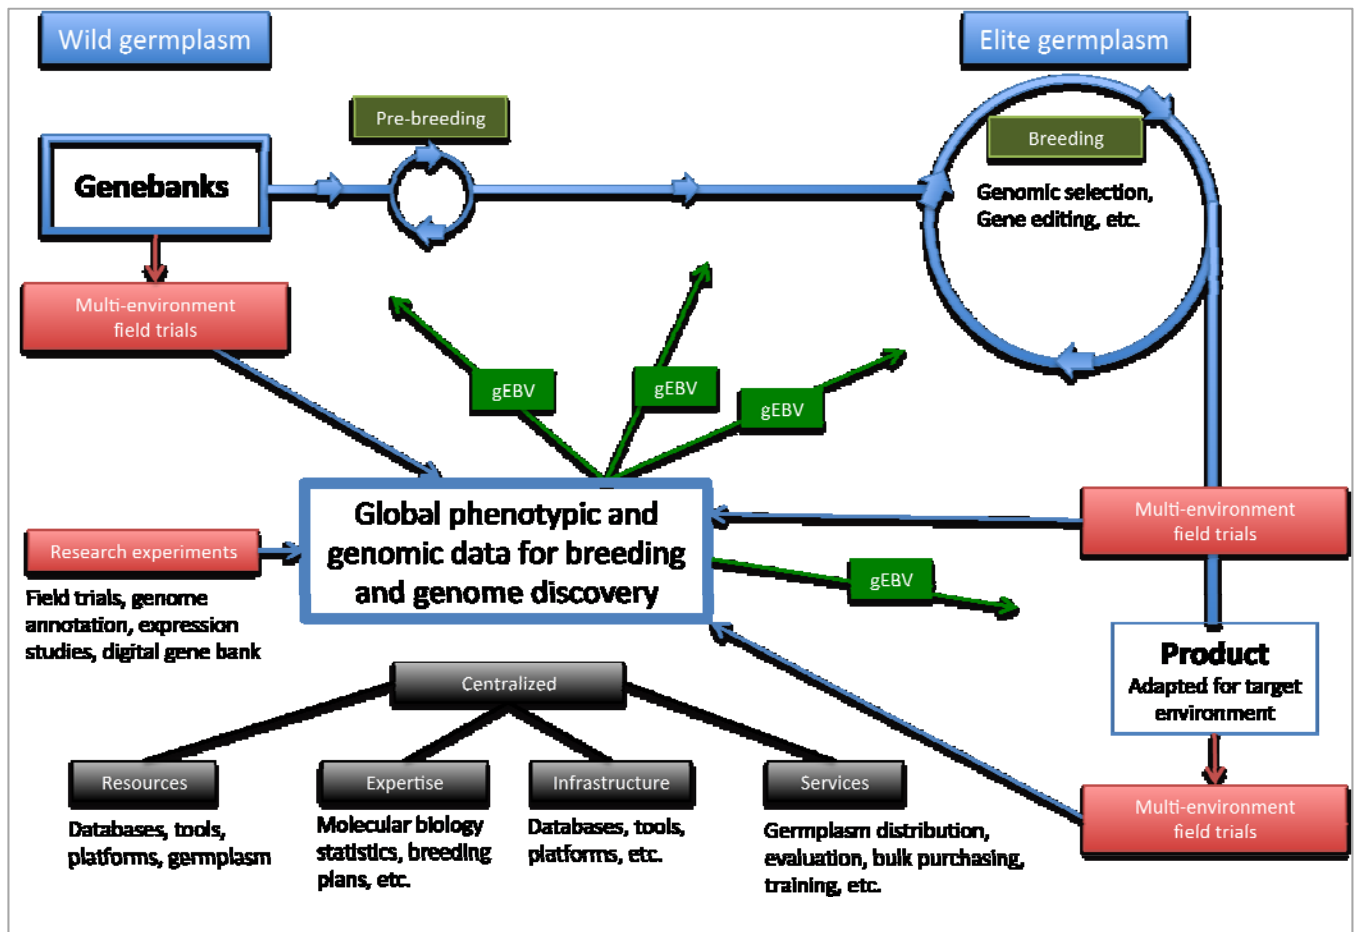 Wild germplasm
Elite germplasm
Pre-breeding
Breeding
Genebanks
Genomic selection,
Gene editing, etc.
Multi-environment
field trials
gEBV
gEBV
gEBV
Global phenotypic and
genomic data for breeding
and genome discovery
Multi-environment
field trials
Research experiments
gEBV
Field trials, genome
annotation, expression
studies, digital gene bank
Product
Adapted for target
environment
Centralized
Resources
Expertise
Infrastructure
Services
Databases, tools,
platforms, germplasm
Molecular biology
statistics, breeding
plans, etc.
Databases, tools,
platforms, etc.
Germplasm distribution,
evaluation, bulk purchasing,
training, etc.
Multi-environment
field trials